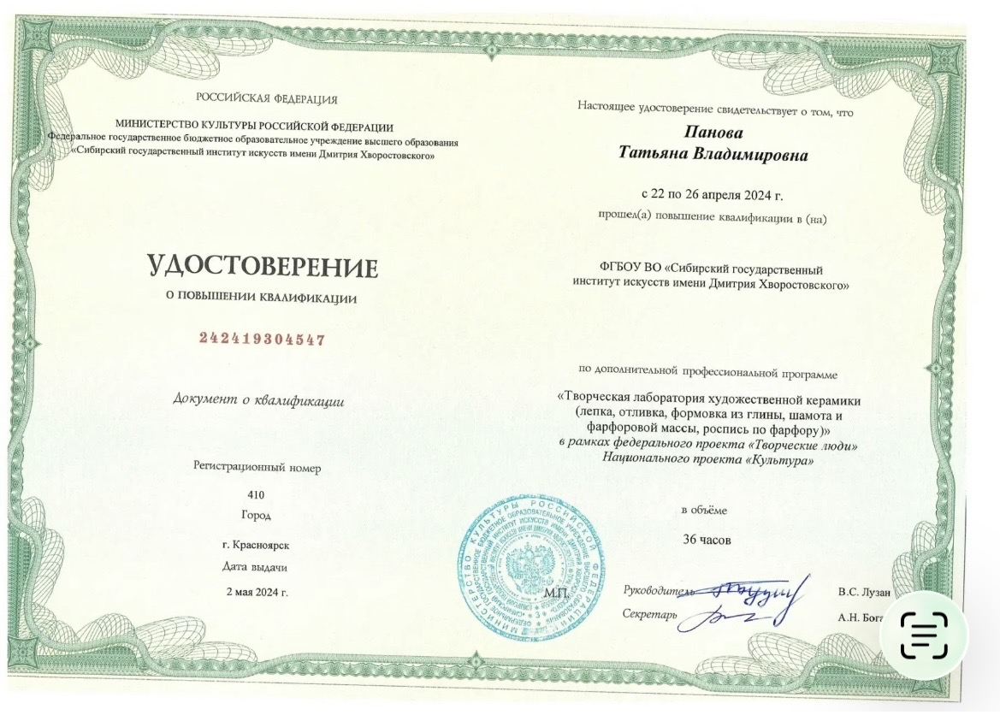 РОССИЙСКАЯ ФЕДЕРАЦИЯ
МИНИСТЕРСТВО КУЛЬТУРЫ РОССИЙСКОЙ ФЕДЕРАЦИИ
Федеральное государственное бюджетное образовательное учреждение высшего образования
«Сибирский государственный институт искусств имени Дмитрия Хворостовского»
УДОСТОВЕРЕНИЕ
О ПОВЫШЕНИИ КВАЛИФИКАЦИИ
242419304547
Документ о квалификации
Регистрационный номер
410
Город
г. Красноярск
Дата выдачи
2 мая 2024 г.
Настоящее удостоверение свидетельствует о том, что
Панова
Татьяна Владимировна
с 22 по 26 апреля 2024 г.
прошел(а) повышение квалификации в (на)
ФГБОУ ВО «Сибирский государственный
институт искусств имени Дмитрия Хворостовского»
по дополнительной профессиональной программе
«Творческая лаборатория художественной керамики
(лепка, отливка, формовка из глины, шамота и
фарфоровой массы, роспись по фарфору)»
в рамках федерального проекта «Творческие люди»
Национального проекта «Культура»
в объёме
36 часов
М.П.
Руководитель
В.С. Лузан
Секретарь
А.Н.
МИНИСТЕРСТВО КУЛЬТУРЫ РОССИЙСКОЙ ФЕДЕРАЦИИ